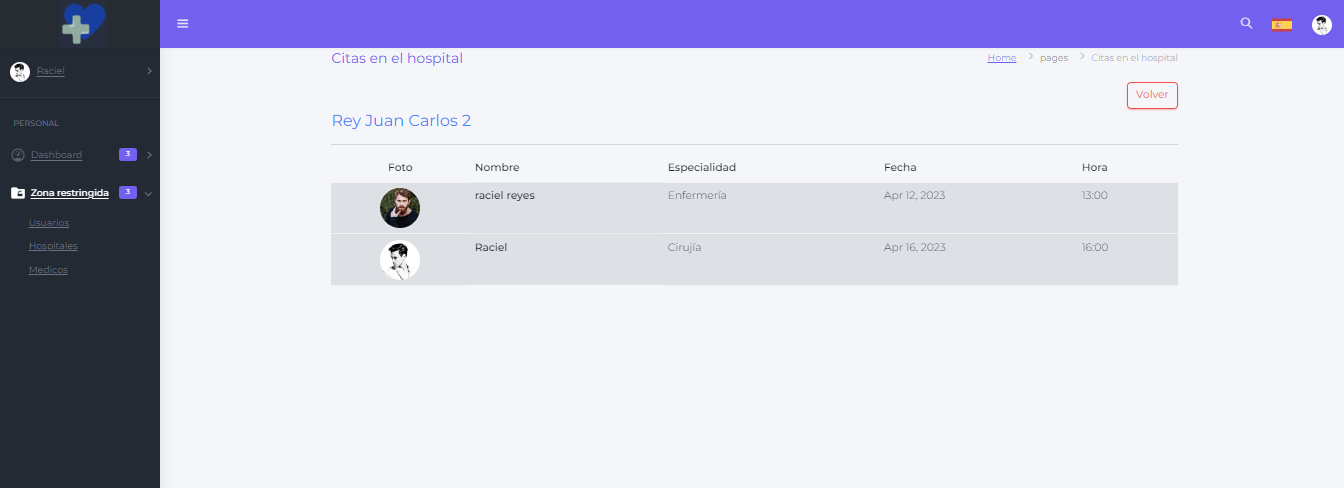 Raciel
PERSONAL
Dashboard 3
Zona restringida 3
Usuarios
Hospitales
Medicos
Citas en el hospital
Home > pages > Citas en el hospital
Volver
Rey Juan Carlos 2
Foto Nombre Especialidad Fecha Hora
raciel reyes Enfermería Apr 12, 2023 13:00
Raciel Cirujía Apr 16, 2023 16:00